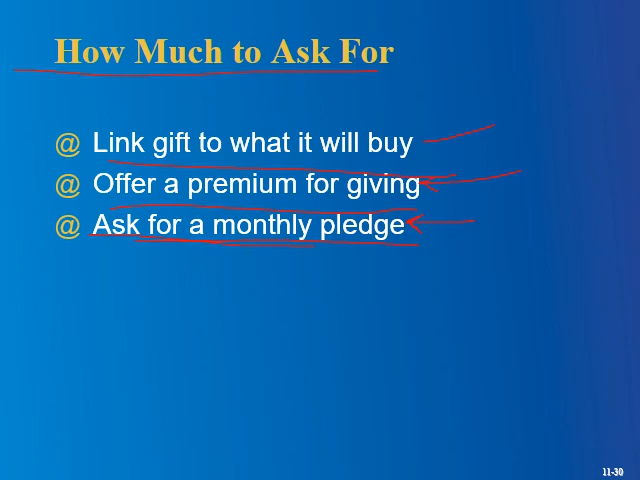 How Much to Ask For
@ Link gift to what it will buy
@ Offer a premium for giving
@ Ask for a monthly pledge
11-30